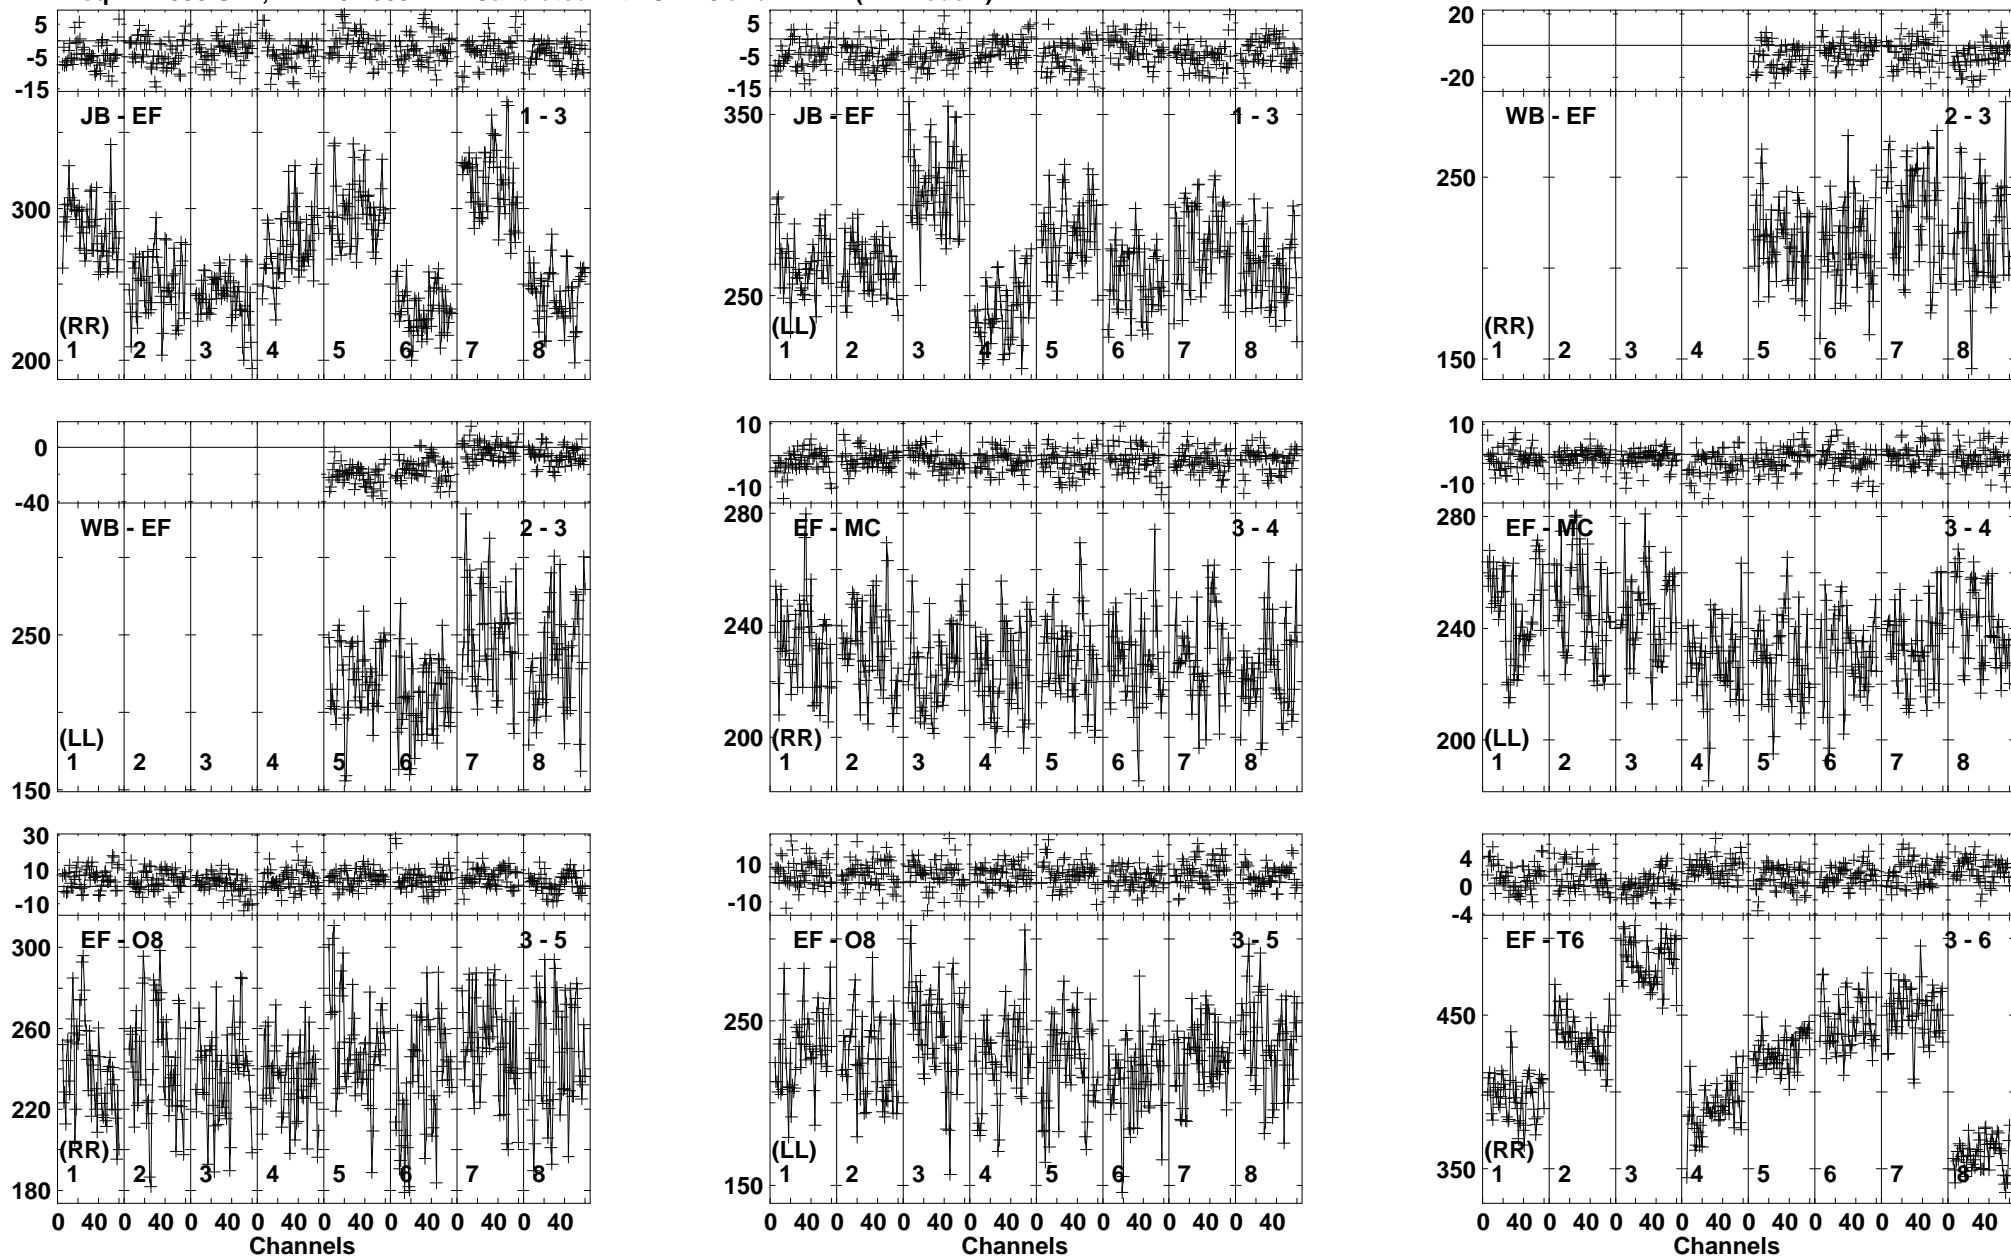 5 5 20
-5 -5
-15 -15 -20
JB - EF 1 - 3 350 JB - EF 1 - 3 WB - EF 2 - 3
300 250
250
(RR) (LL) (RR)
200 1 2 3 4 5 6 7 8 1 2 3 4 5 6 7 8 150 1 2 3 4 5 6 7 8
0 10 10
-40 -10 -10
WB - EF 2 - 3 280 EF - MC 3 - 4 280 EF - MC 3 - 4
250 240 240
(LL) 200 (RR) 200 (LL)
1 2 3 4 5 6 7 8 1 2 3 4 5 6 7 8 1 2 3 4 5 6 7 8
150
30
10 10 4
-10 -10 0
-4
300 EF - O8 3 - 5 EF - O8 3 - 5 EF - T6 3 - 6
260 250 450
220
(RR) (LL) (RR)
180 1 2 3 4 5 6 7 8 150 1 2 3 4 5 6 7 8 350 1 2 3 4 5 6 7 8
0 40 0 40 0 40 0 40 0 40 0 40 0 40 0 40 0 40 0 40 0 40 0 40 0 40 0 40 0 40 0 40 0 40 0 40 0 40 0 40 0 40 0 40 0 40 0 40
Channels Channels Channels